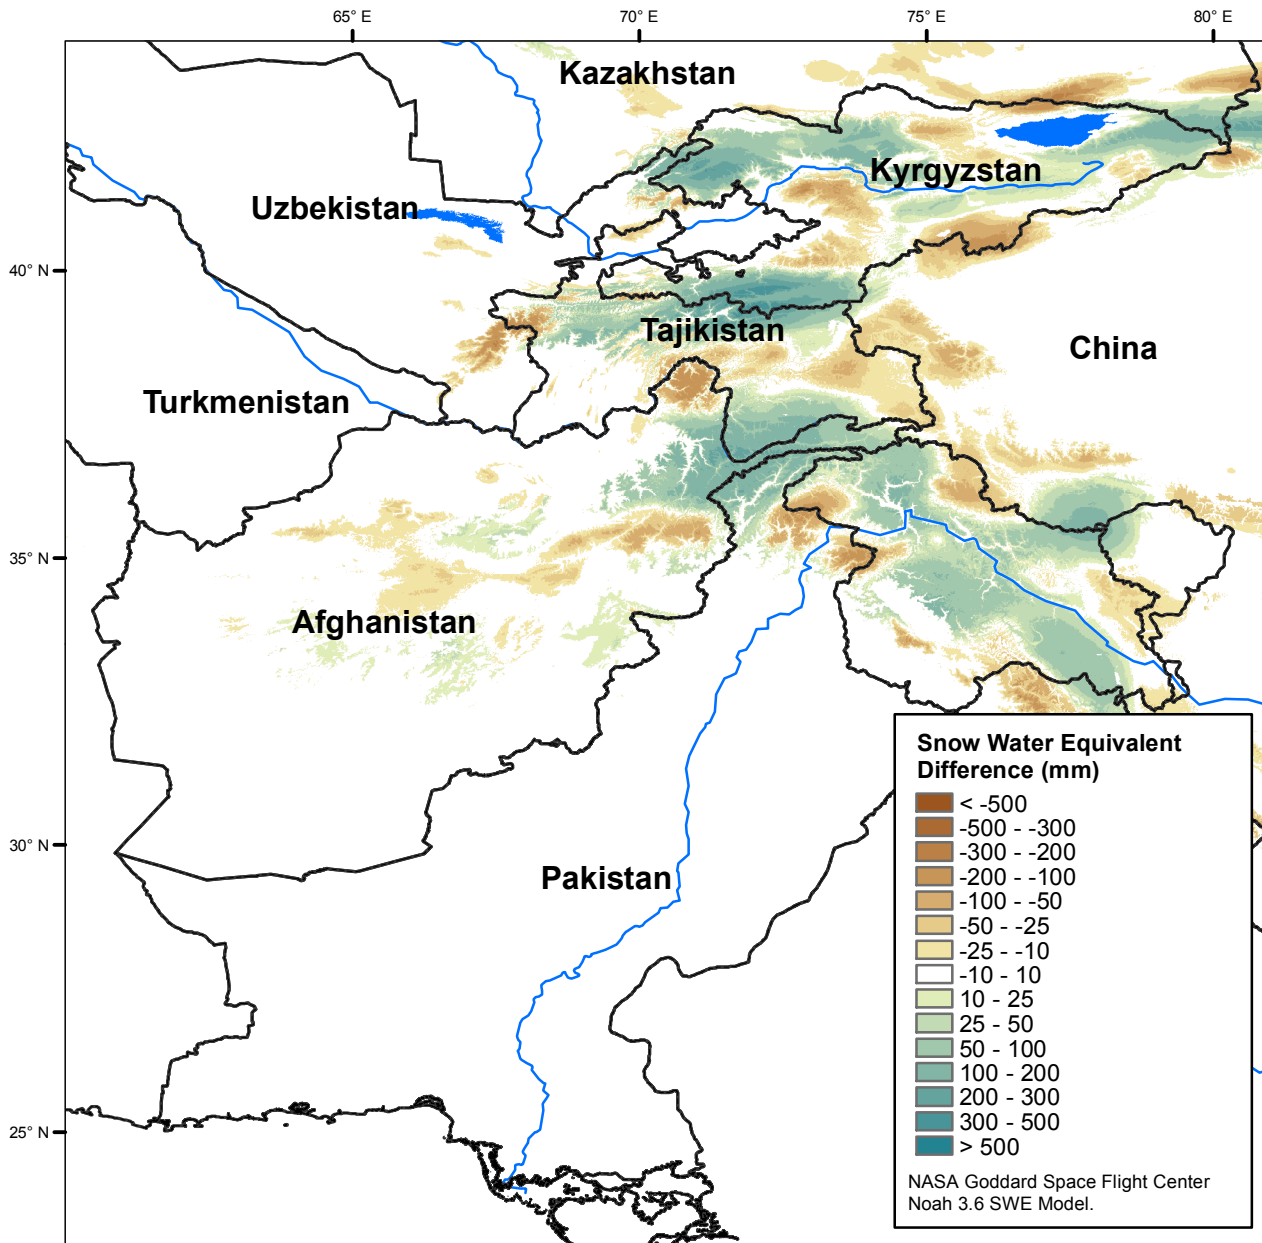 65° E
70° E
75° E
80° E
Kazakhstan
Kyrgyzstan
Uzbekistan
40° N
Tajikistan
China
Turkmenistan
35° N
Afghanistan
30° N
Pakistan
25° N
Snow Water Equivalent
Difference (mm)
< -500
-500 - -300
-300 - -200
-200 - -100
-100 - -50
-50 - -25
-25 - -10
-10 - 10
10 - 25
25 - 50
50 - 100
100 - 200
200 - 300
300 - 500
> 500
NASA Goddard Space Flight Center
Noah 3.6 SWE Model.